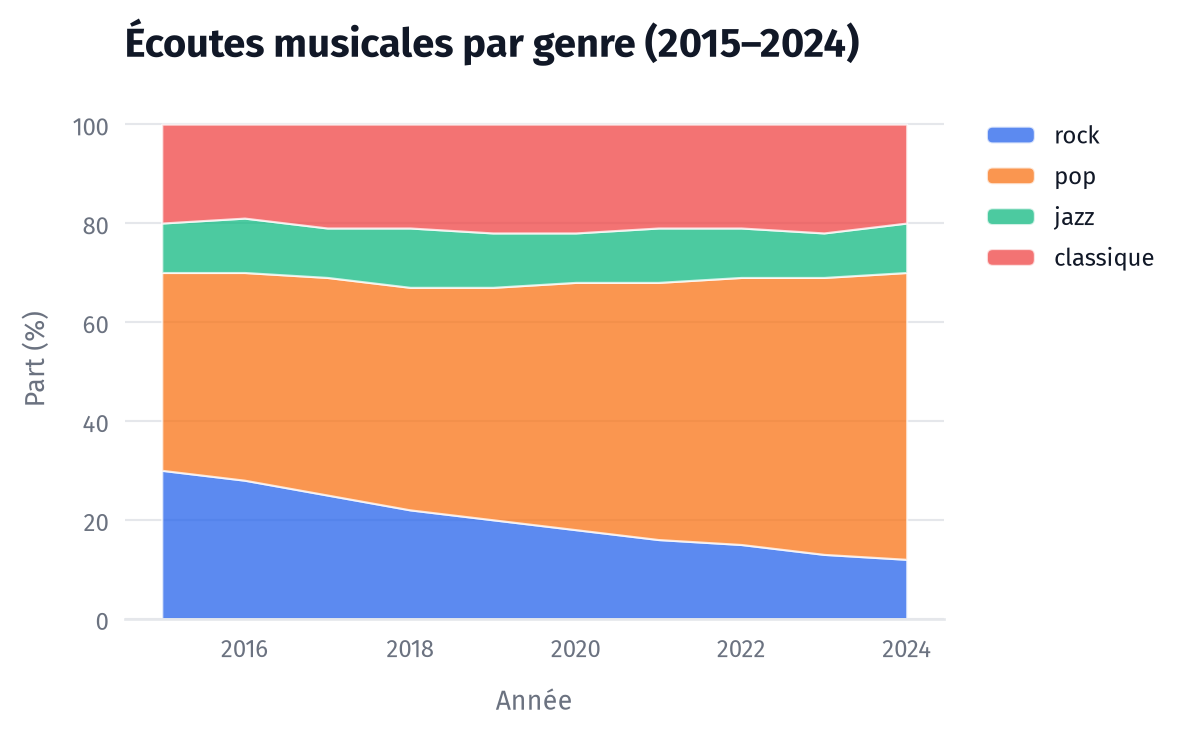 Écoutes musicales par genre (2015–2024)
100
80
60
40
20
0
Part (%)
2016
2018
2020
2022
2024
Année
rock
pop
jazz
classique